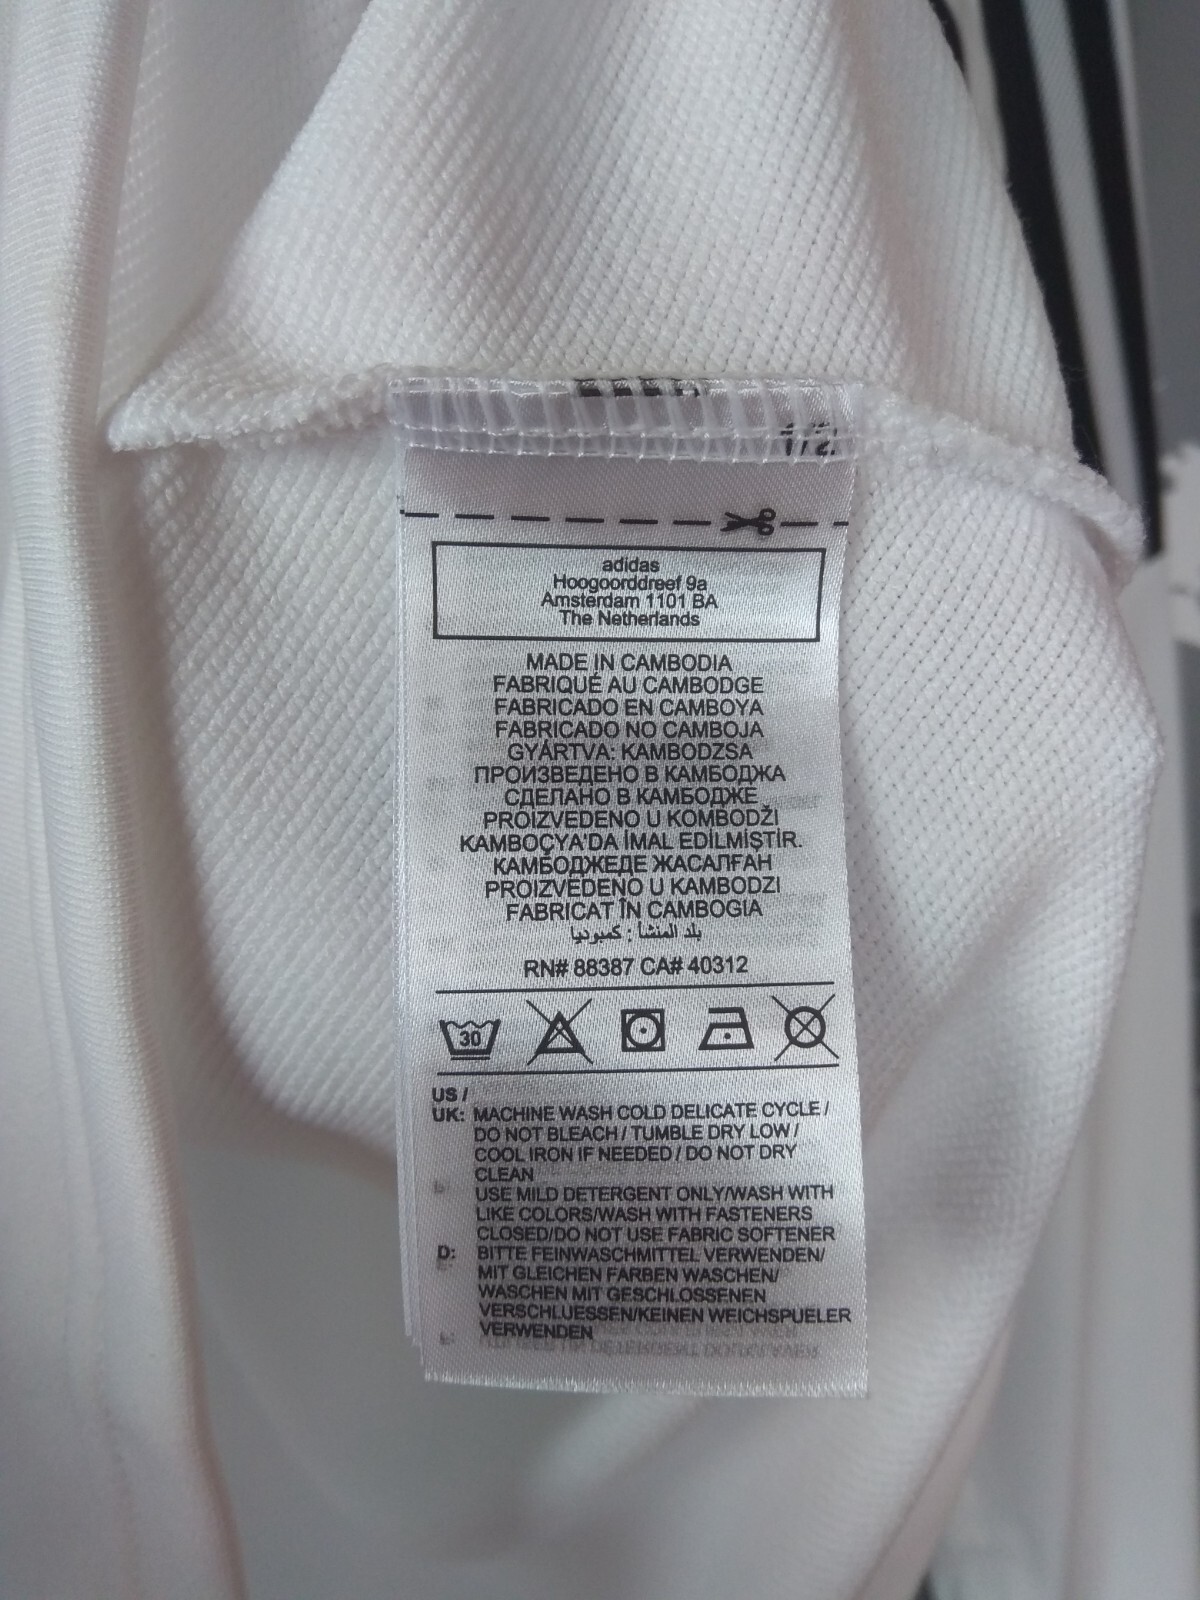 1/2
adidas
Hoogoorddreef 9a
Amsterdam 1101 BA
The Netherlands
MADE IN CAMBODIA
FABRIQUÉ AU CAMBODGE
FABRICADO EN CAMBOYA
FABRICADO NO CAMBOJA
GYÁRTVA: KAMBODZSA
ПРОИЗВЕДЕНО В КАМБОДЖА
СДЕЛАНО В КАМБОДЖЕ
PROIZVEDENO U KOMBODŽI
KAMBOÇYA'DA İMAL EDİLMİŞTİR.
КАМБОДЖЕДЕ ЖАСАЛҒАН
PROIZVEDENO U KAMBODZI
FABRICAT ÎN CAMBOGIA
بلد المنشأ : كمبوديا
RN# 88387 CA# 40312
30
US /
UK: MACHINE WASH COLD DELICATE CYCLE /
DO NOT BLEACH / TUMBLE DRY LOW /
COOL IRON IF NEEDED / DO NOT DRY
CLEAN
USE MILD DETERGENT ONLY/WASH WITH
LIKE COLORS/WASH WITH FASTENERS
CLOSED/DO NOT USE FABRIC SOFTENER
D: BITTE FEINWASCHMITTEL VERWENDEN/
MIT GLEICHEN FARBEN WASCHEN/
WASCHEN MIT GESCHLOSSENEN
VERSCHLUESSEN/KEINEN WEICHSPUELER
VERWENDEN